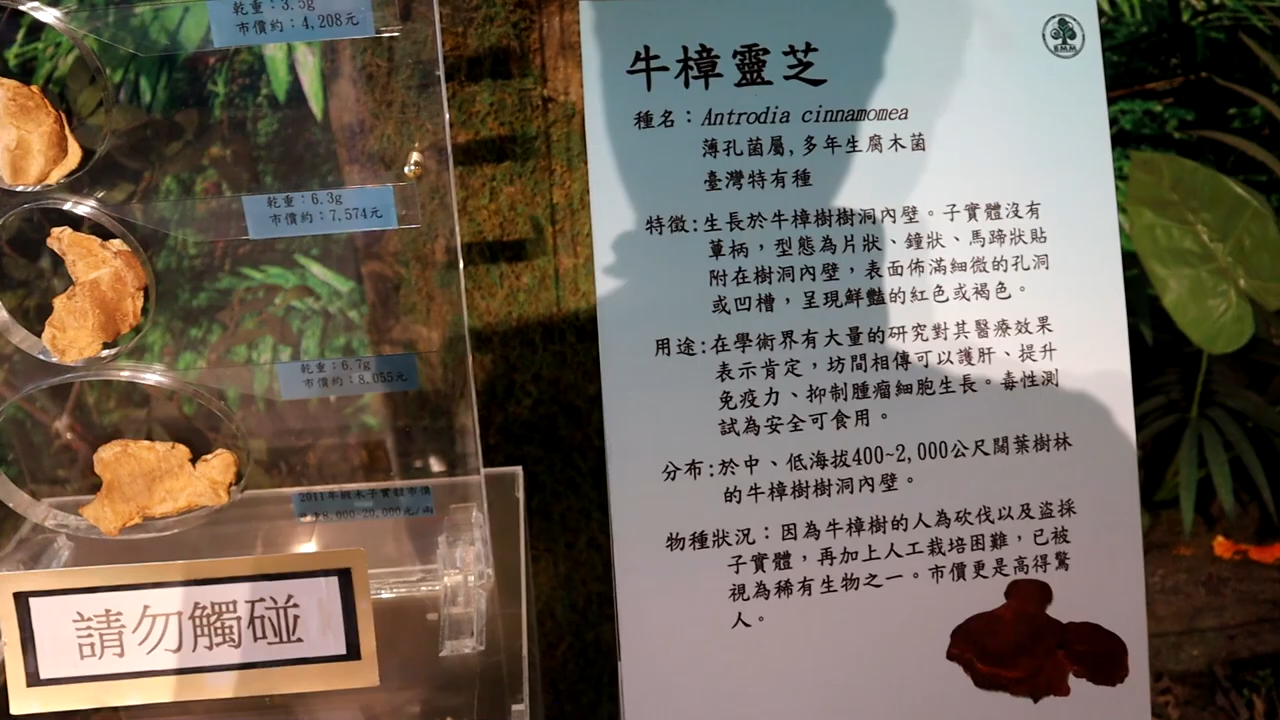 乾重：3.5g
市價約：4,208元
乾重：6.3g
市價約：7,574元
乾重：6.7g
市價約：8,055元
2011年椴木子實體市價
8,000~20,000元/兩
請勿觸碰
牛樟靈芝
種名：Antrodia cinnamomea
薄孔菌屬,多年生腐木菌
臺灣特有種
特徵:生長於牛樟樹樹洞內壁。子實體沒有
蕈柄，型態為片狀、鐘狀、馬蹄狀貼
附在樹洞內壁，表面佈滿細微的孔洞
或凹槽，呈現鮮豔的紅色或褐色。
用途:在學術界有大量的研究對其醫療效果
表示肯定，坊間相傳可以護肝、提升
免疫力、抑制腫瘤細胞生長。毒性測
試為安全可食用。
分布:於中、低海拔400~2,000公尺闊葉樹林
的牛樟樹樹洞內壁。
物種狀況：因為牛樟樹的人為砍伐以及盜採
子實體，再加上人工栽培困難，已被
視為稀有生物之一。市價更是高得驚
人。